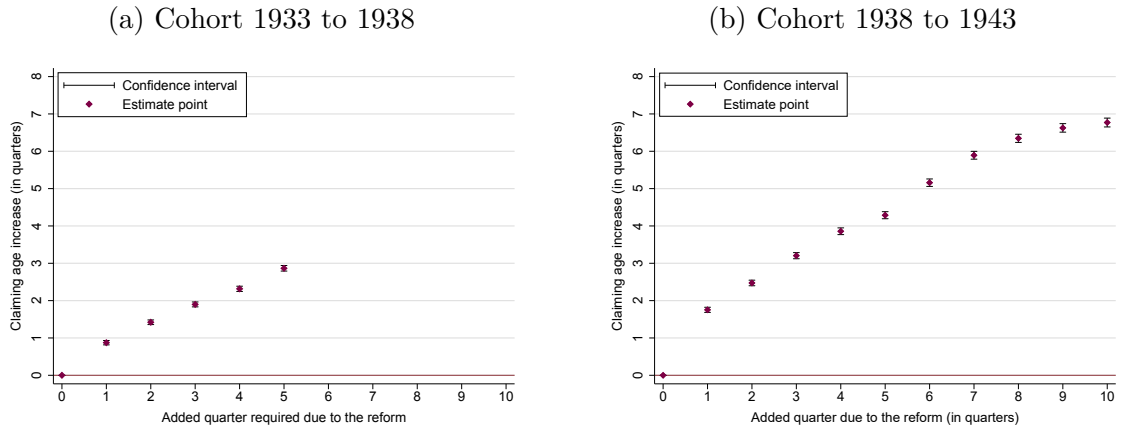 (a) Cohort 1933 to 1938
Confidence interval
Estimate point
Claiming age increase (in quarters)
8
7
6
5
4
3
2
1
0
0 1 2 3 4 5 6 7 8 9 10
Added quarter required due to the reform
(b) Cohort 1938 to 1943
Confidence interval
Estimate point
Claiming age increase (in quarters)
8
7
6
5
4
3
2
1
0
0 1 2 3 4 5 6 7 8 9 10
Added quarter due to the reform (in quarters)